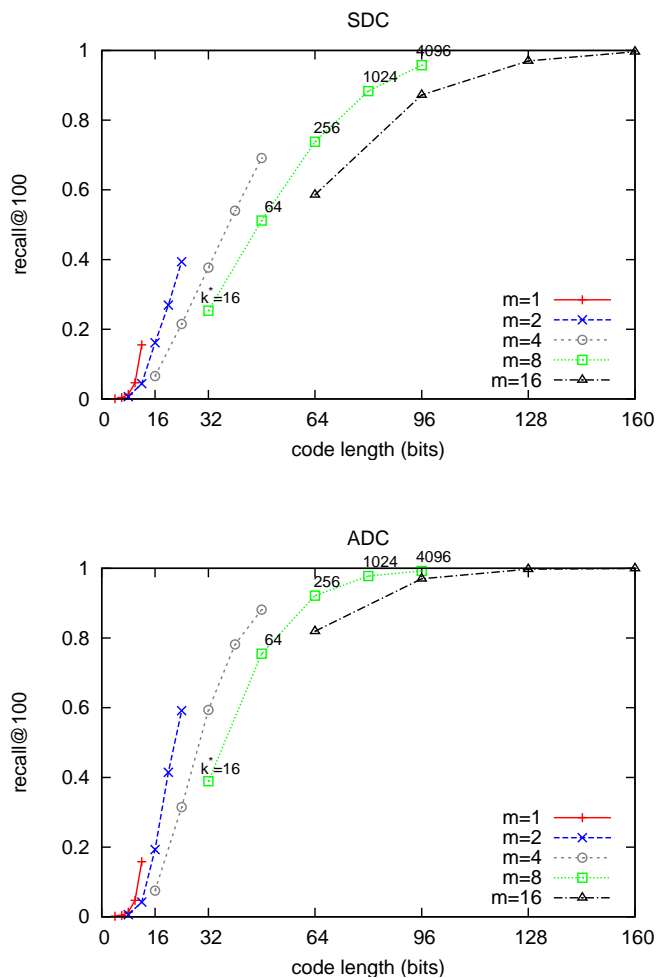 SDC
1
0.8
0.6
0.4
0.2
0
recall@100
4096
1024
256
64
k*=16
m=1
m=2
m=4
m=8
m=16
0 16 32 64 96 128 160
code length (bits)
ADC
1
0.8
0.6
0.4
0.2
0
recall@100
4096
1024
256
64
k*=16
m=1
m=2
m=4
m=8
m=16
0 16 32 64 96 128 160
code length (bits)